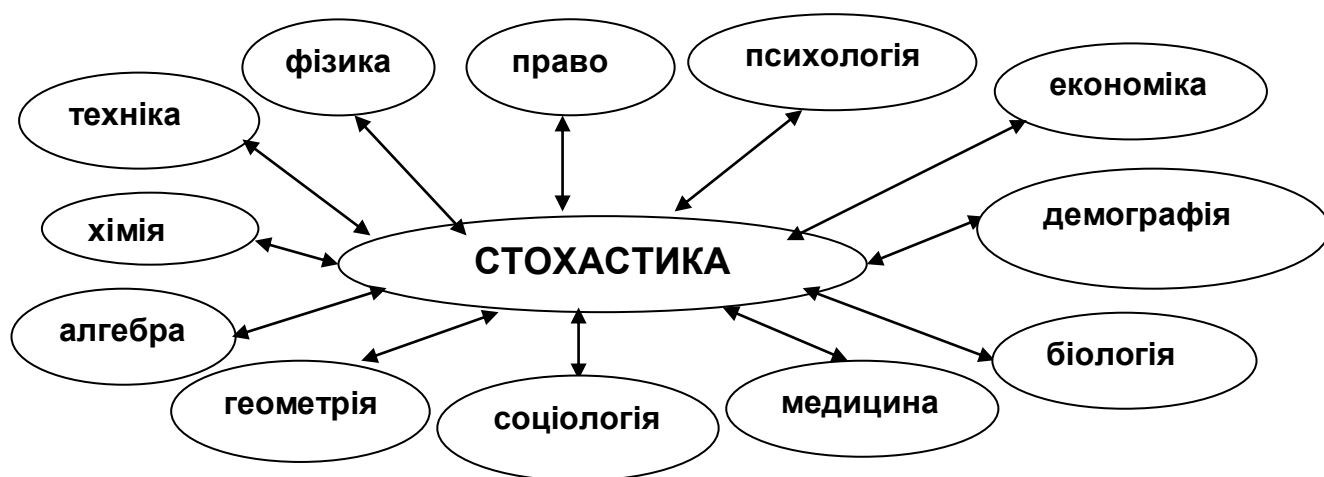 фізика
право
психологія
економіка
техніка
хімія
демографія
СТОХАСТИКА
алгебра
біологія
геометрія
соціологія
медицина